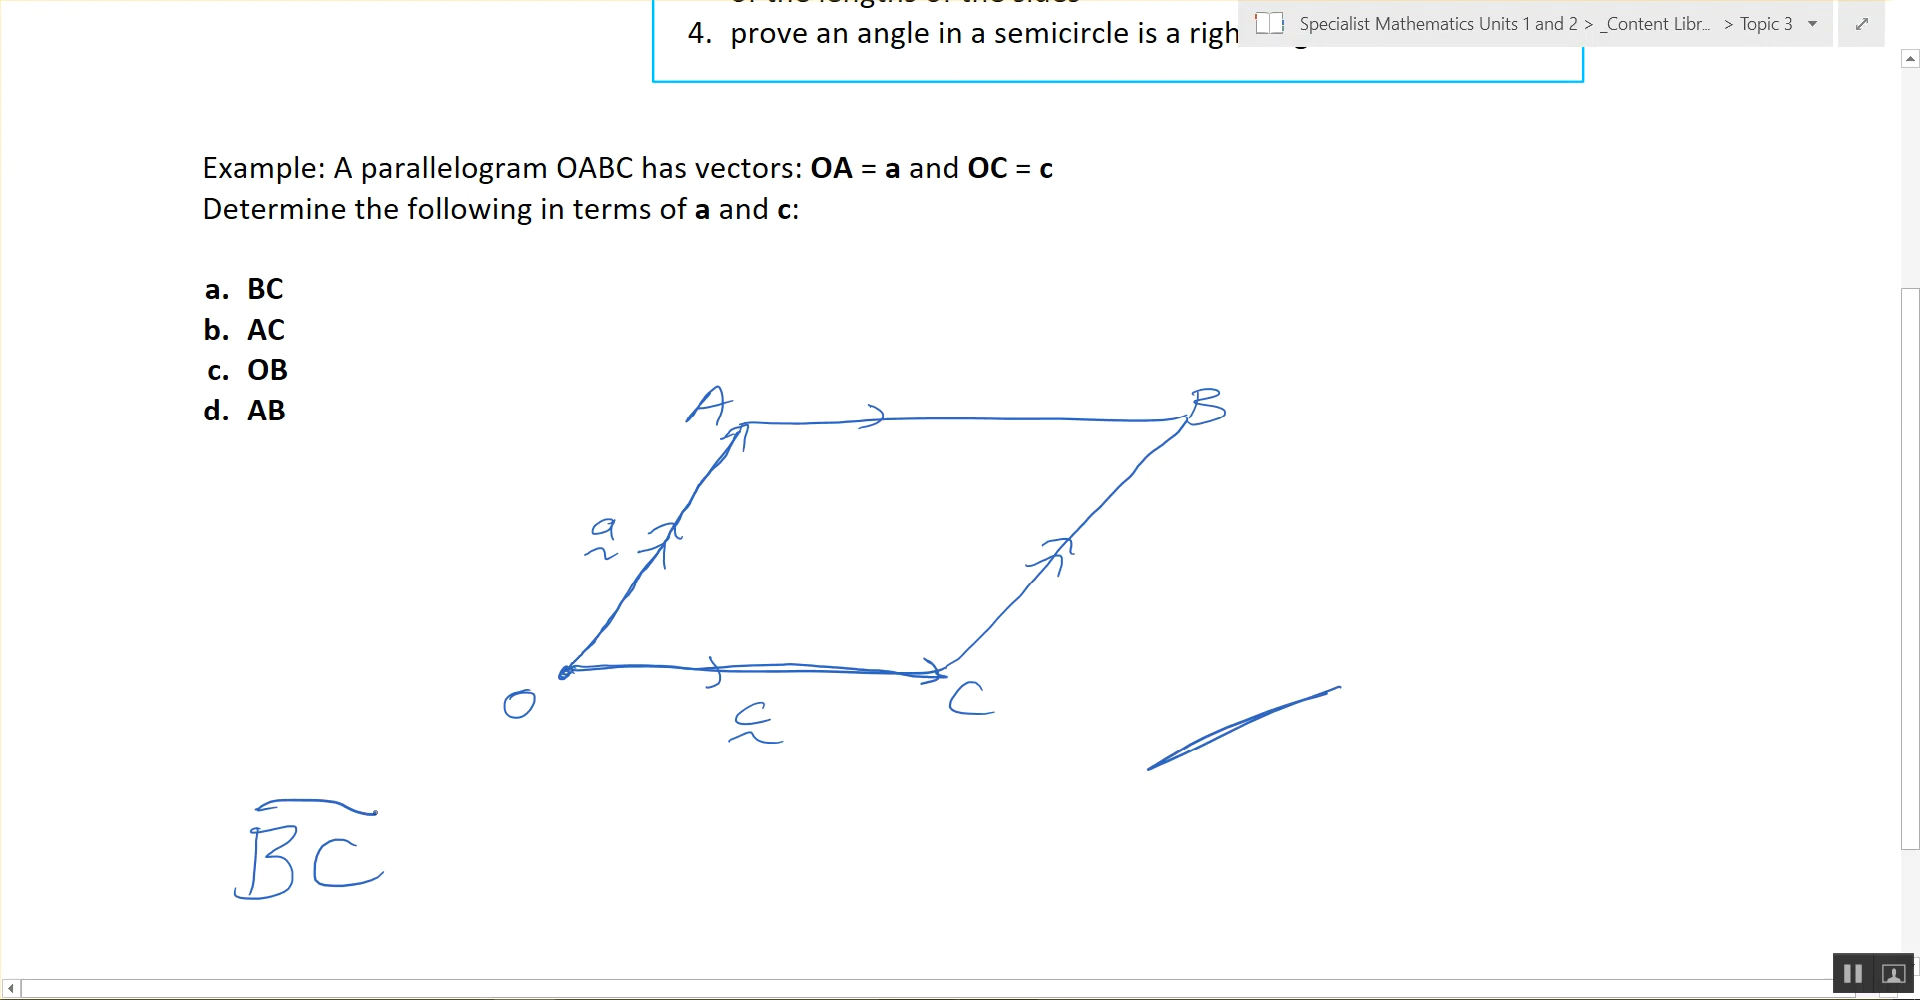 4. prove an angle in a semicircle is a righ
Specialist Mathematics Units 1 and 2 > _Content Libr... > Topic 3
Example: A parallelogram OABC has vectors: OA = a and OC = c
Determine the following in terms of a and c:
a. BC
b. AC
c. OB
d. AB
A
B
a
O
c
C
BC